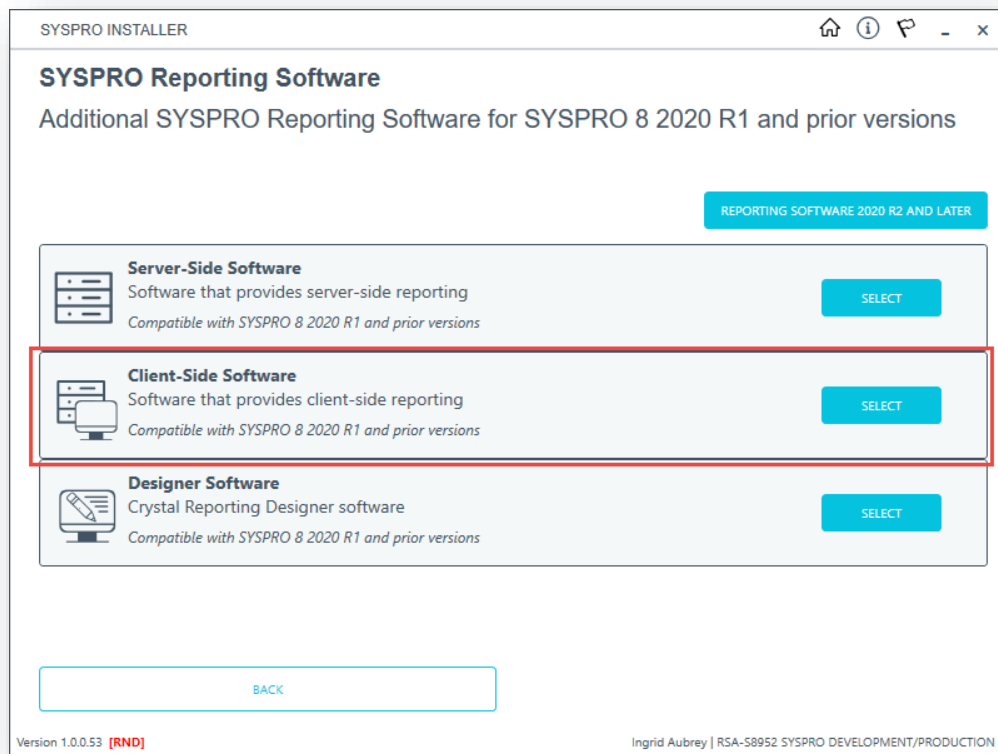 SYSPRO INSTALLER
SYSPRO Reporting Software
Additional SYSPRO Reporting Software for SYSPRO 8 2020 R1 and prior versions
REPORTING SOFTWARE 2020 R2 AND LATER
Server-Side Software
Software that provides server-side reporting
SELECT
Compatible with SYSPRO 8 2020 R1 and prior versions
Client-Side Software
Software that provides client-side reporting
SELECT
Compatible with SYSPRO 8 2020 R1 and prior versions
Designer Software
Crystal Reporting Designer software
SELECT
Compatible with SYSPRO 8 2020 R1 and prior versions
BACK
Version 1.0.0.53 [RND]
Ingrid Aubrey | RSA-S8952 SYSPRO DEVELOPMENT/PRODUCTION